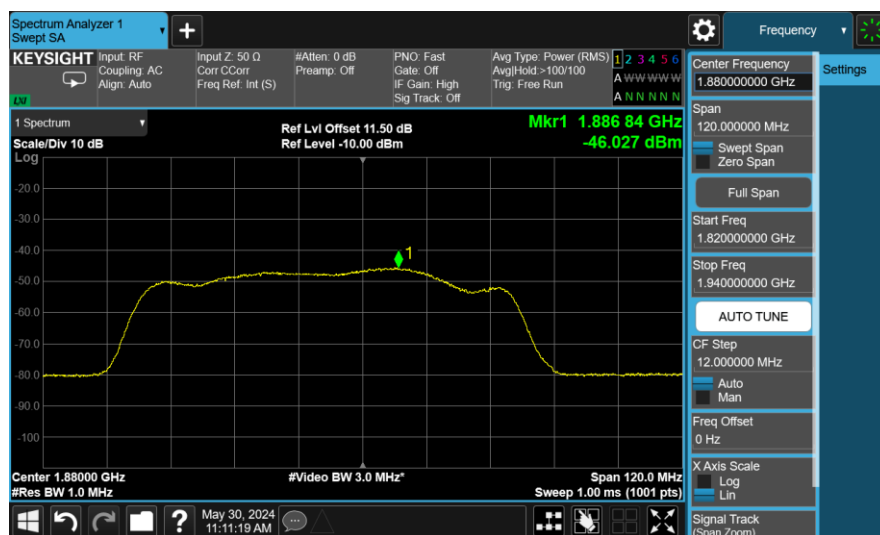 Spectrum Analyzer 1
Swept SA
+
Frequency
KEYSIGHT
LXI
Input: RF
Coupling: AC
Align: Auto
Input Z: 50 Ω
Corr CCorr
Freq Ref: Int (S)
#Atten: 0 dB
Preamp: Off
PNO: Fast
Gate: Off
IF Gain: High
Sig Track: Off
Avg Type: Power (RMS)
Avg|Hold:>100/100
Trig: Free Run
1 2 3 4 5 6
A W W W W W
A N N N N N
1 Spectrum
Scale/Div 10 dB
Log
Ref Lvl Offset 11.50 dB
Ref Level -10.00 dBm
Mkr1 1.886 84 GHz
-46.027 dBm
-20.0
-30.0
-40.0
1
-50.0
-60.0
-70.0
-80.0
-90.0
-100
Center 1.88000 GHz
#Res BW 1.0 MHz
#Video BW 3.0 MHz*
Span 120.0 MHz
Sweep 1.00 ms (1001 pts)
?
May 30, 2024
11:11:19 AM
Center Frequency
1.880000000 GHz
Span
120.000000 MHz
Swept Span
Zero Span
Full Span
Start Freq
1.820000000 GHz
Stop Freq
1.940000000 GHz
AUTO TUNE
CF Step
12.000000 MHz
Auto
Man
Freq Offset
0 Hz
X Axis Scale
Log
Lin
Signal Track
(Span Zoom)
Settings